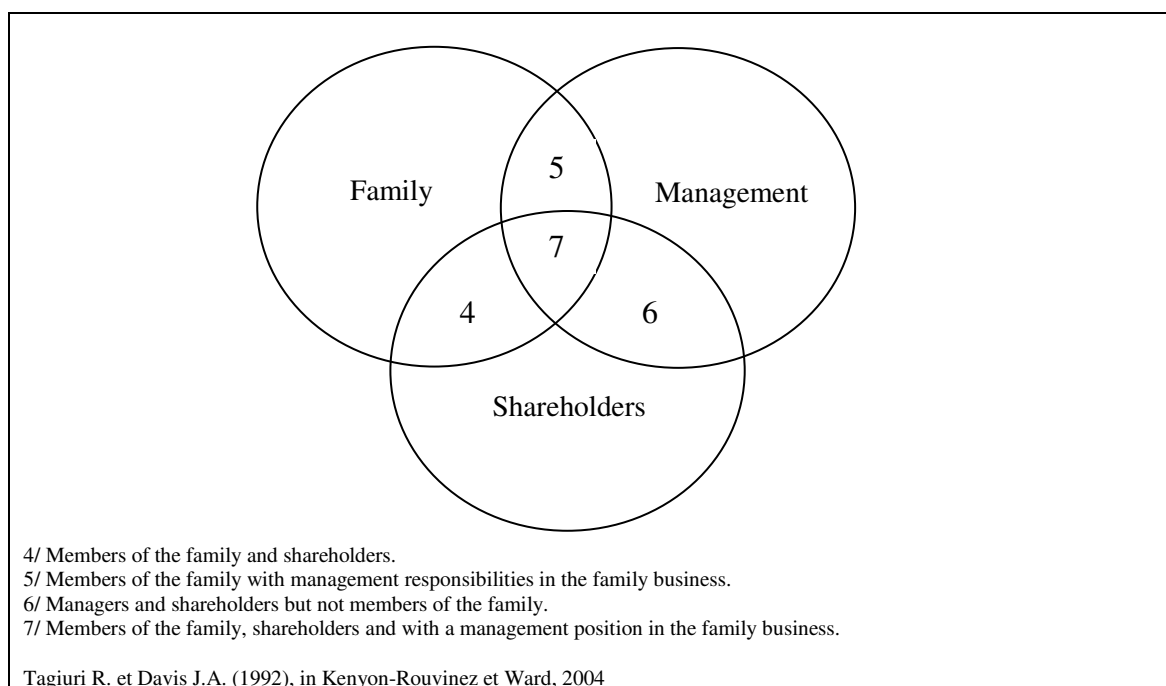 5
Family
Management
7
4
6
Shareholders
4/ Members of the family and shareholders.
5/ Members of the family with management responsibilities in the family business.
6/ Managers and shareholders but not members of the family.
7/ Members of the family, shareholders and with a management position in the family business.
Tagiuri R. et Davis J.A. (1992), in Kenyon-Rouvinez et Ward, 2004